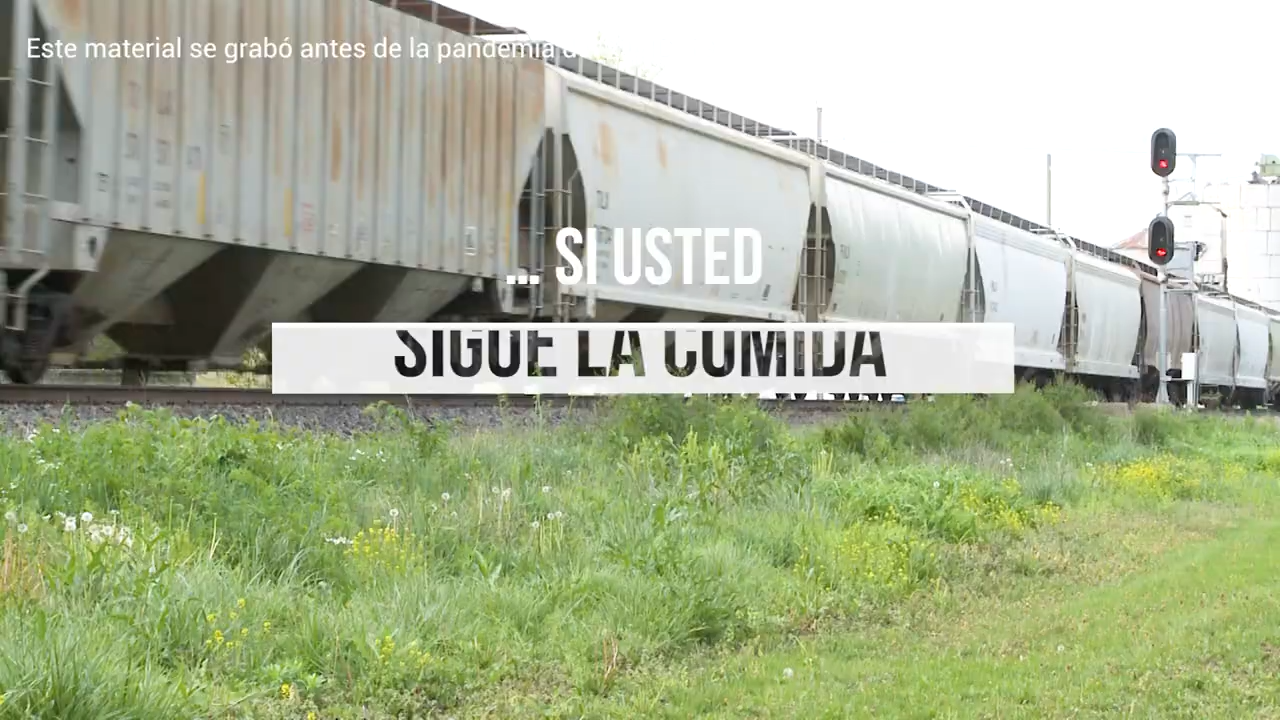 Este material se grabó antes de la pandemia
... SI USTED
SIGUE LA COMIDA